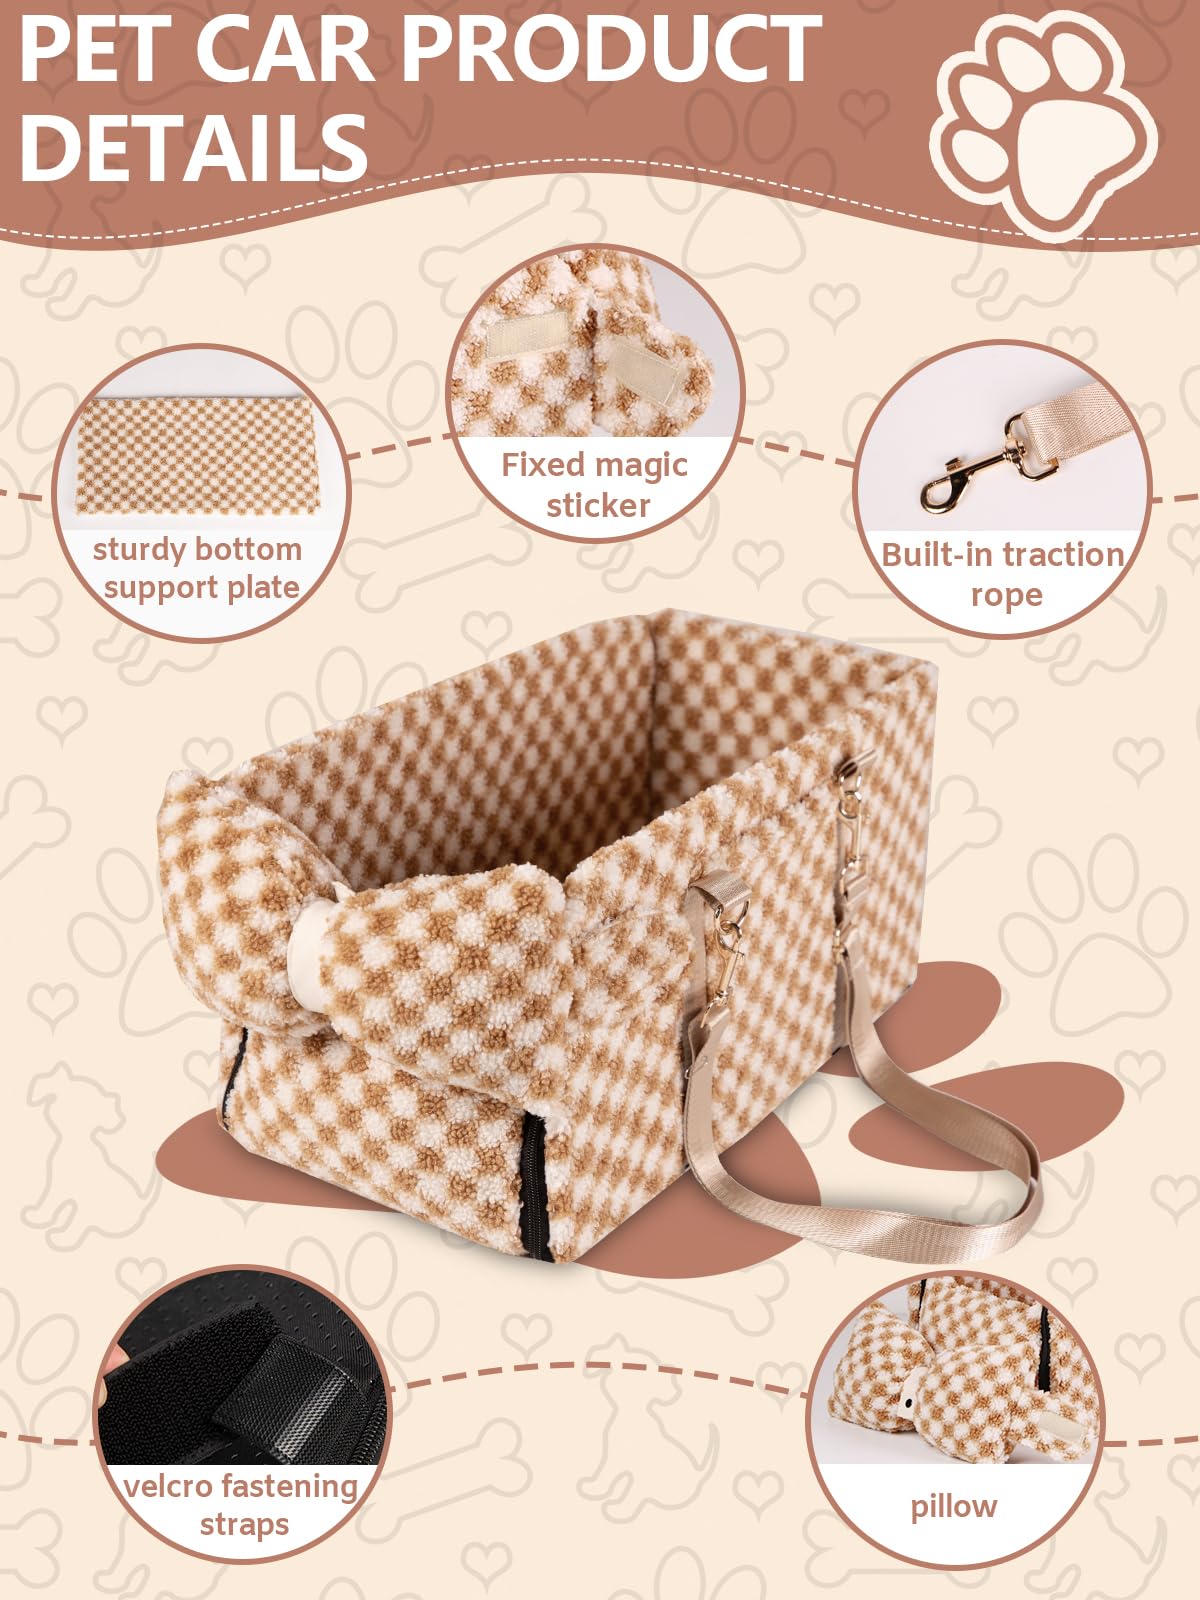 PET CAR PRODUCT
DETAILS
Fixed magic
sticker
sturdy bottom
support plate
Built-in traction
rope
velcro fastening
straps
pillow